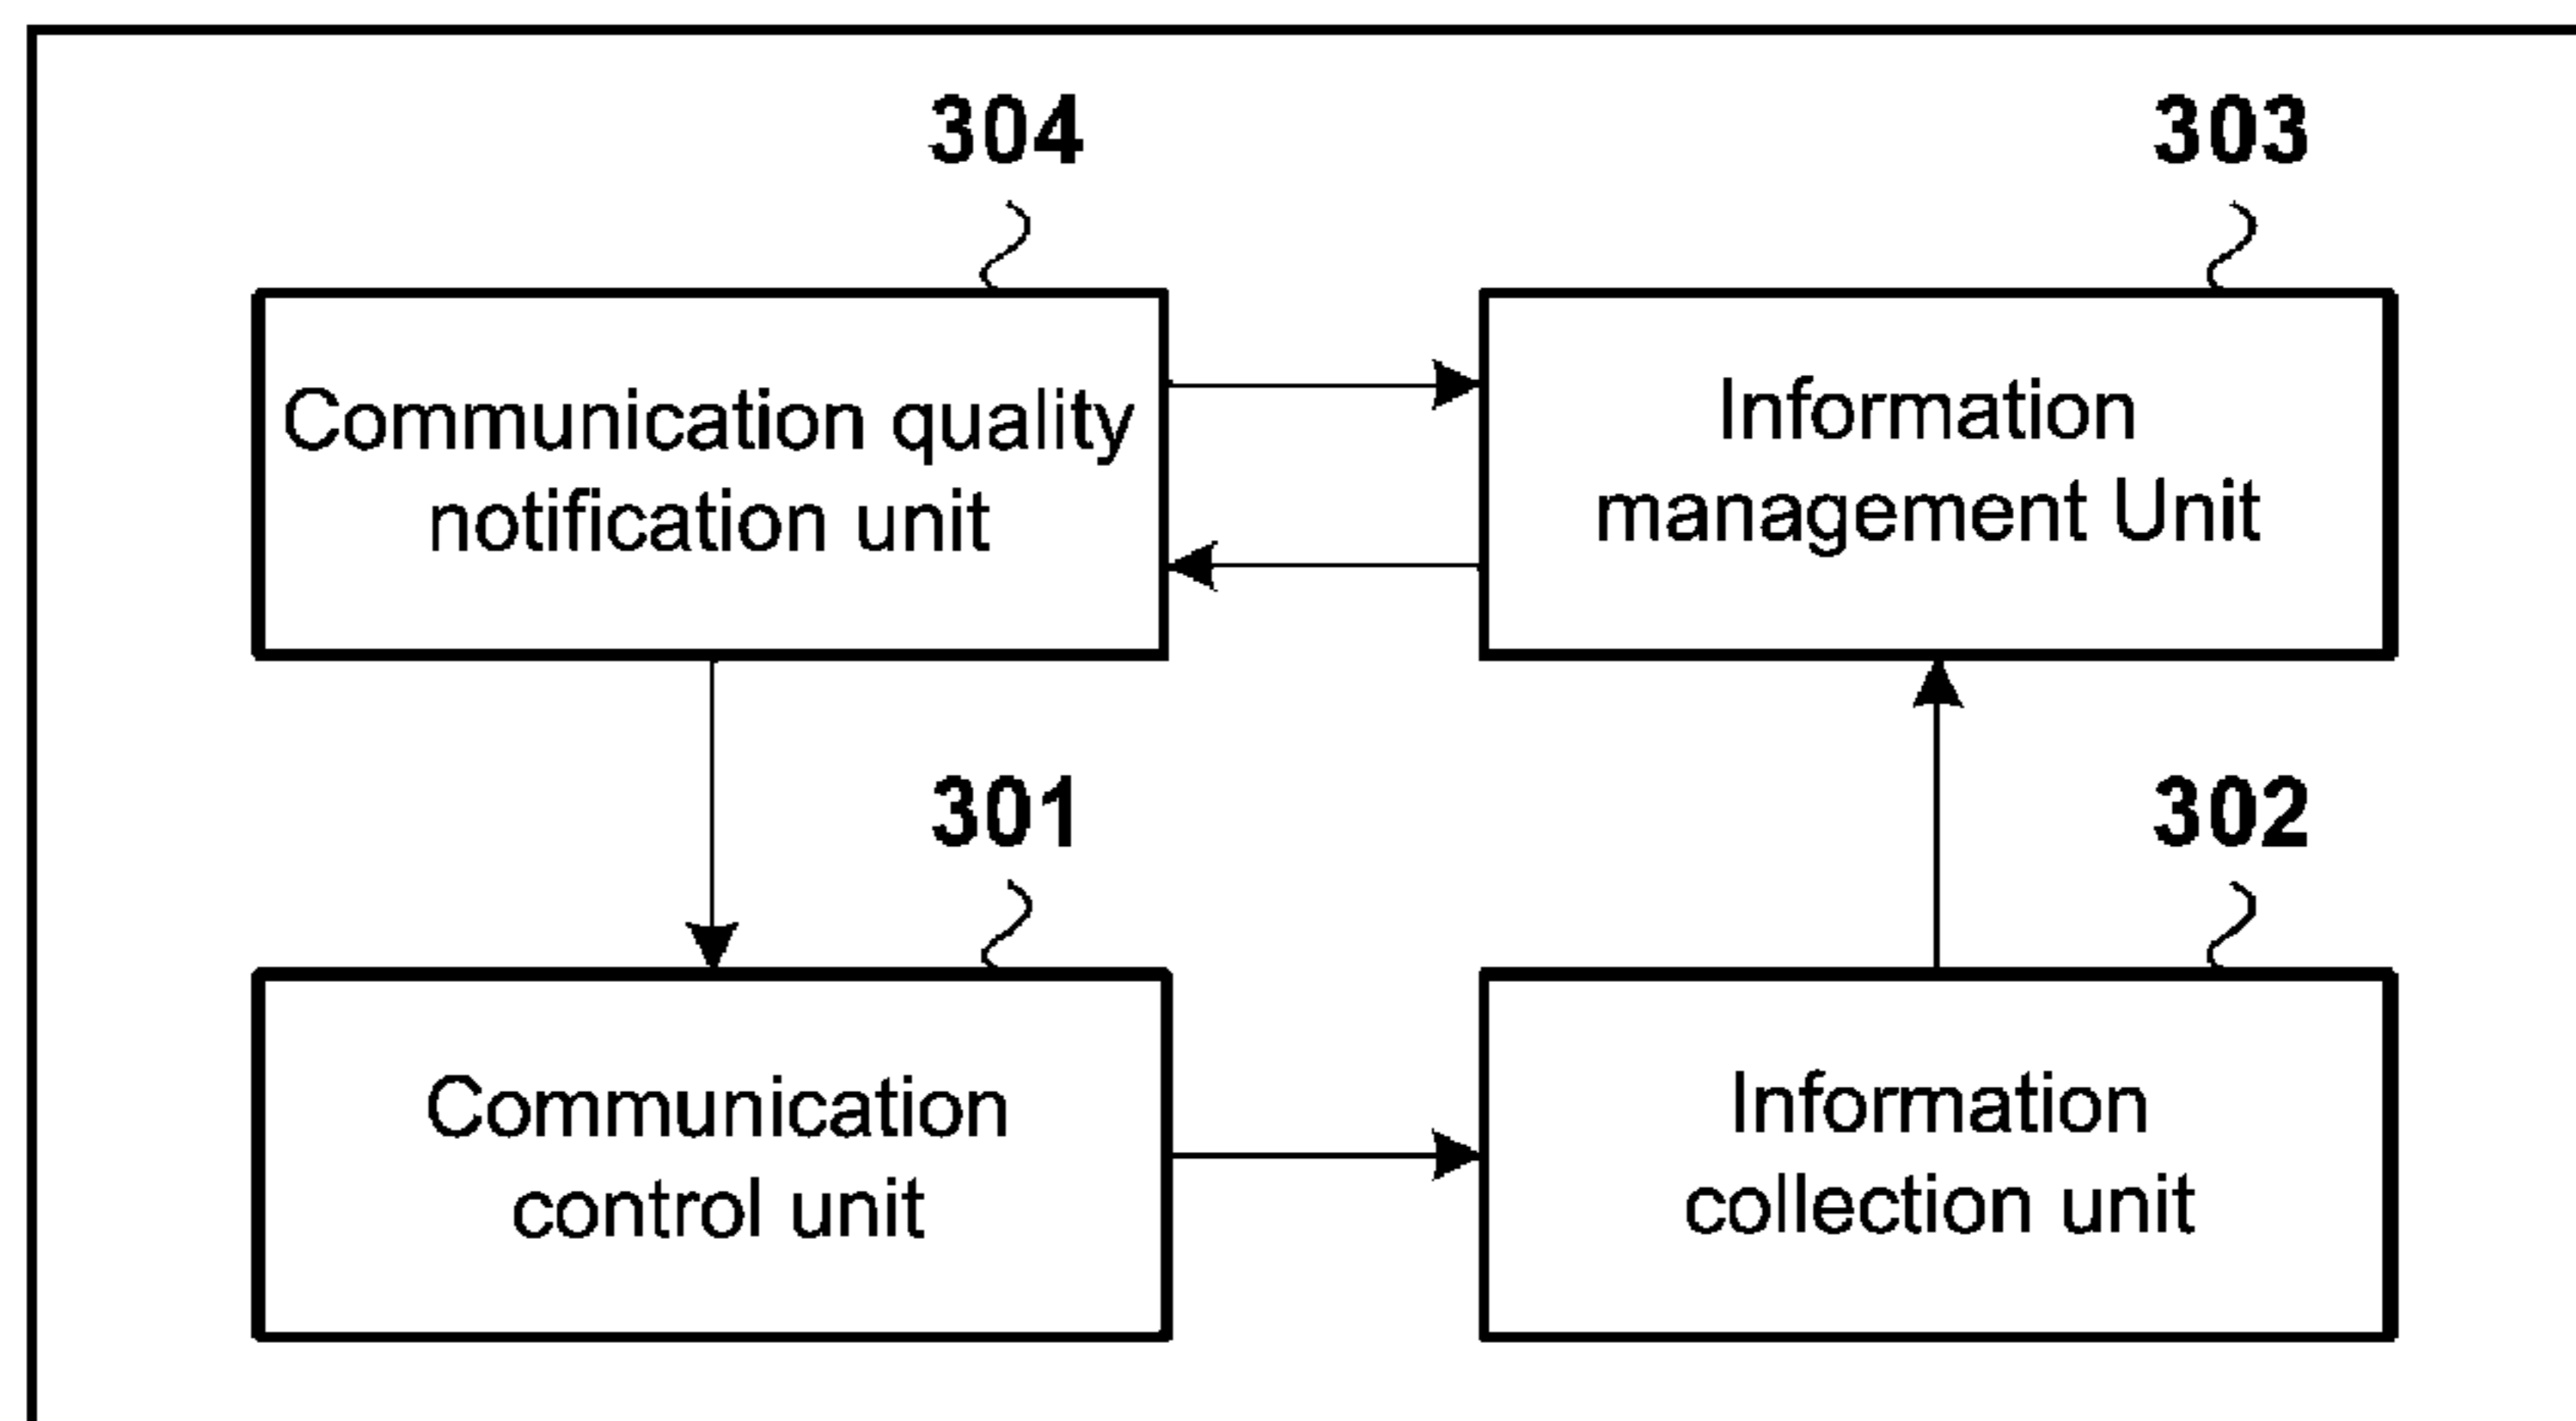 304
303
Communication quality
notification unit
Information
management Unit
301
302
Communication
control unit
Information
collection unit